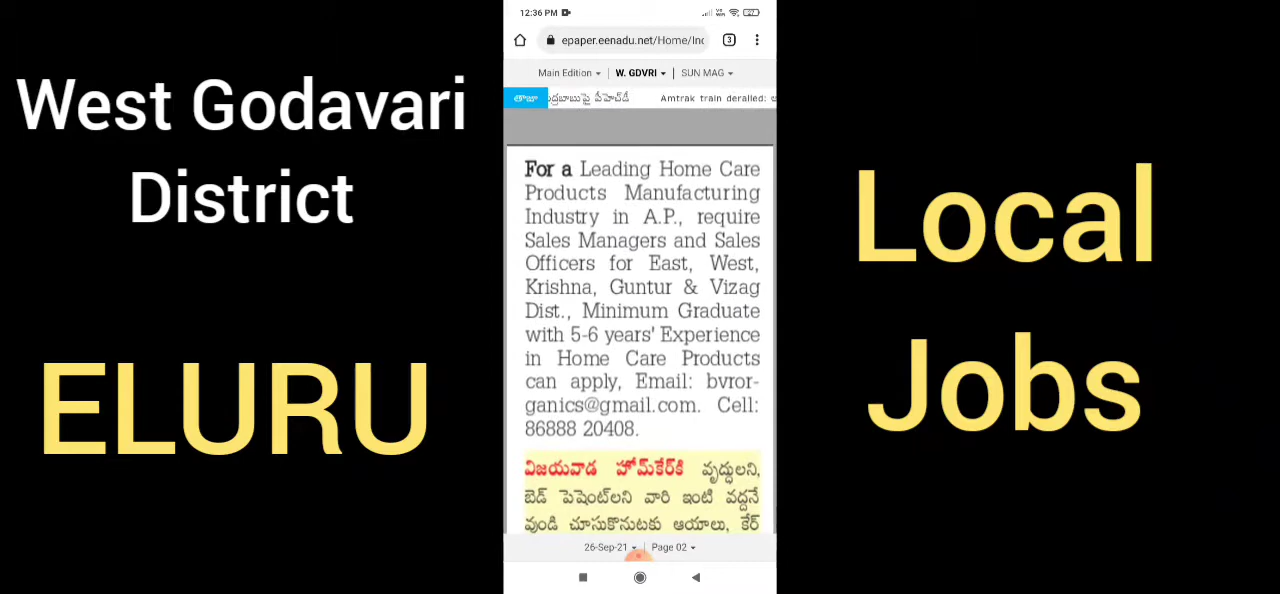 West Godavari
District
ELURU
12:36 PM
epaper.eenadu.net/Home/Inc
3
Main Edition
W. GDVRI
SUN MAG
తాజా
ద్రబాబుపై పీహెచ్‌డీ Amtrak train deralled:
For a Leading Home Care
Products Manufacturing
Industry in A.P., require
Sales Managers and Sales
Officers for East, West,
Krishna, Guntur & Vizag
Dist., Minimum Graduate
with 5-6 years' Experience
in Home Care Products
can apply, Email: bvror-
ganics@gmail.com. Cell:
86888 20408.
విజయవాడ హోమ్‌కేర్‌కి వృద్ధులని,
బెడ్ పెషెంట్‌లని వారి ఇంటి వద్దనే
వుండి చూసుకొనుటకు ఆయాలు, కేర్
26-Sep-21
Page 02
Local
Jobs